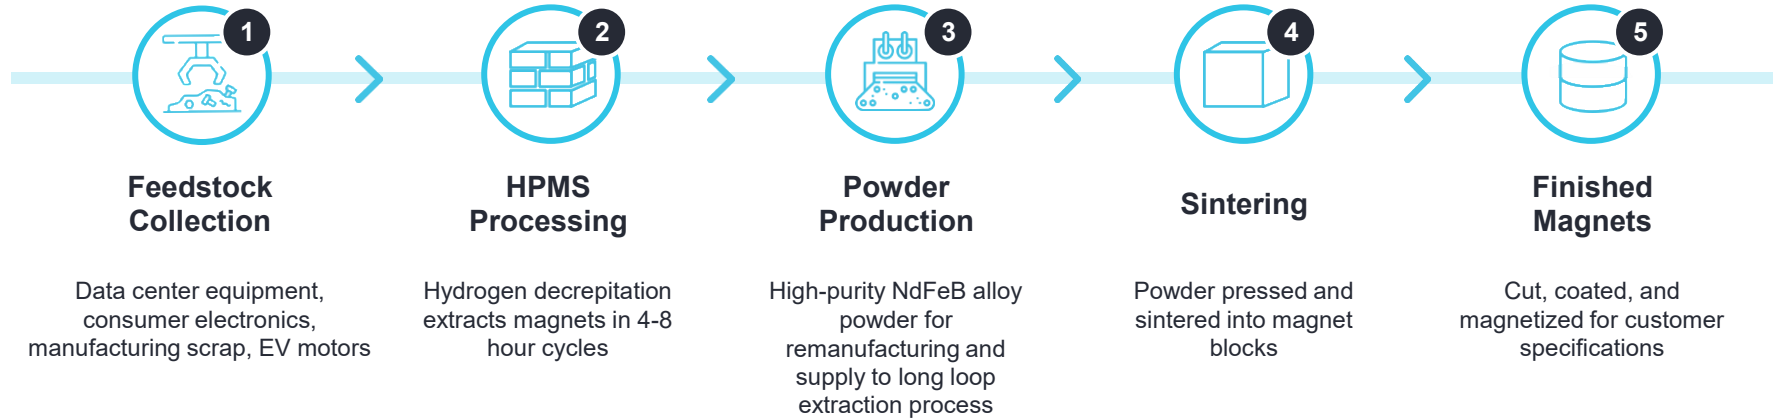 1
Feedstock
Collection
Data center equipment,
consumer electronics,
manufacturing scrap, EV motors
2
HPMS
Processing
Hydrogen decrepitation
extracts magnets in 4-8
hour cycles
3
Powder
Production
High-purity NdFeB alloy
powder for
remanufacturing and
supply to long loop
extraction process
4
Sintering
Powder pressed and
sintered into magnet
blocks
5
Finished
Magnets
Cut, coated, and
magnetized for customer
specifications